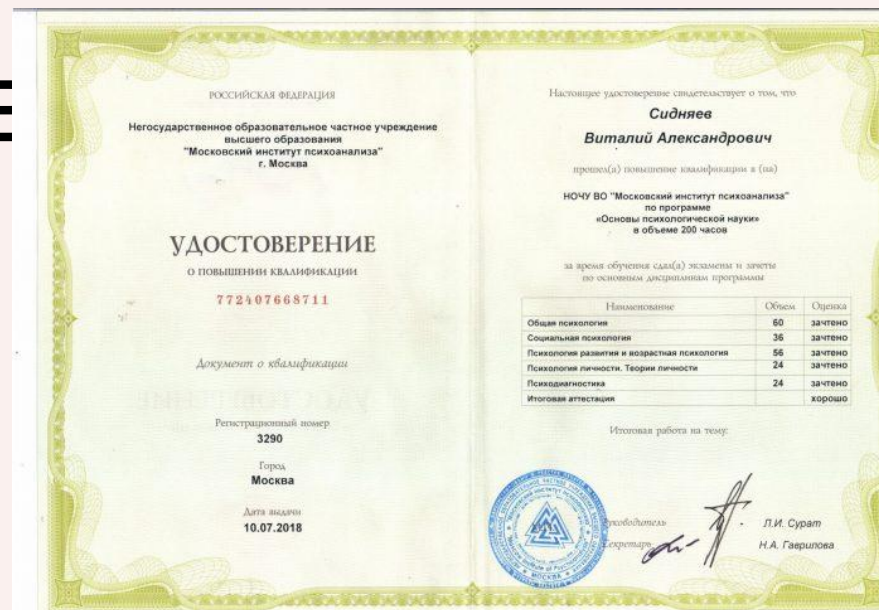 РОССИЙСКАЯ ФЕДЕРАЦИЯ
Негосударственное образовательное частное учреждение
высшего образования
"Московский институт психоанализа"
г. Москва
УДОСТОВЕРЕНИЕ
О ПОВЫШЕНИИ КВАЛИФИКАЦИИ
772407668711
Документ о квалификации
Регистрационный номер
3290
Город
Москва
Дата выдачи
10.07.2018
Настоящее удостоверение свидетельствует о том, что
Сидняев
Виталий Александрович
прошел(а) повышение квалификации в (на)
НОЧУ ВО "Московский институт психоанализа"
по программе
«Основы психологической науки»
в объеме 200 часов
за время обучения сдал(а) экзамены и зачеты
по основным дисциплинам программы
Наименование Объем Оценка
Общая психология 60 зачтено
Социальная психология 36 зачтено
Психология развития и возрастная психология 56 зачтено
Психология личности. Теории личности 24 зачтено
Психодиагностика 24 зачтено
Итоговая аттестация хорошо
Итоговая работа на тему:
Руководитель Л.И. Сурат
Секретарь Н.А. Гаврилова
МОСКВА